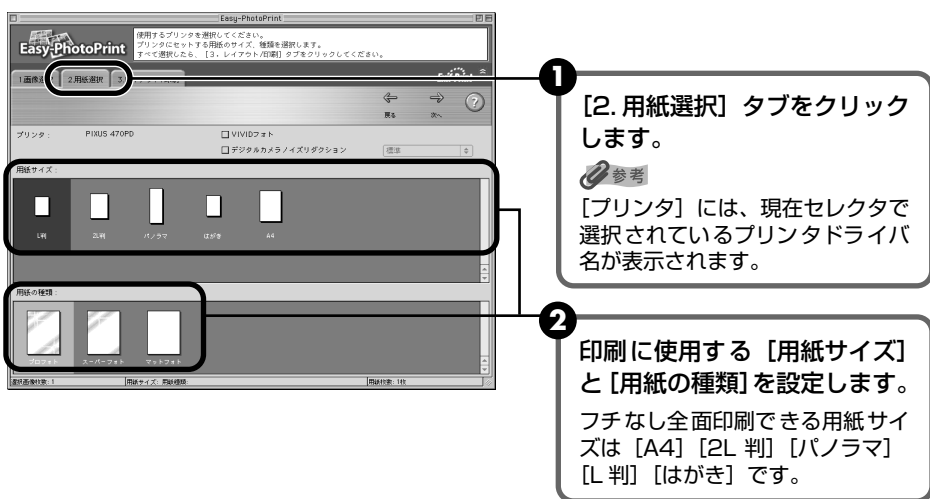 Easy-PhotoPrint
Easy-PhotoPrint
使用するプリンタを選択してください。
プリンタにセットする用紙のサイズ、種類を選択します。
すべて選択したら、[3. レイアウト/印刷] タブをクリックしてください。
2.用紙選択
戻る
次へ
?
プリンタ：
PIXUS 470PD
VIVIDフォト
デジタルカメラノイズリダクション
標準
用紙サイズ：
L判
2L判
パノラマ
はがき
A4
用紙の種類：
プロフォト
スーパーフォト
マットフォト
選択画像枚数: 1
用紙サイズ: 用紙種類:
用紙枚数: 1枚
1
［2. 用紙選択］タブをクリック
します。
参考
［プリンタ］には、現在セレクタで
選択されているプリンタドライバ
名が表示されます。
2
印刷に使用する［用紙サイズ］
と［用紙の種類］を設定します。
フチなし全面印刷できる用紙サイ
ズは［A4］［2L 判］［パノラマ］
［L 判］［はがき］です。